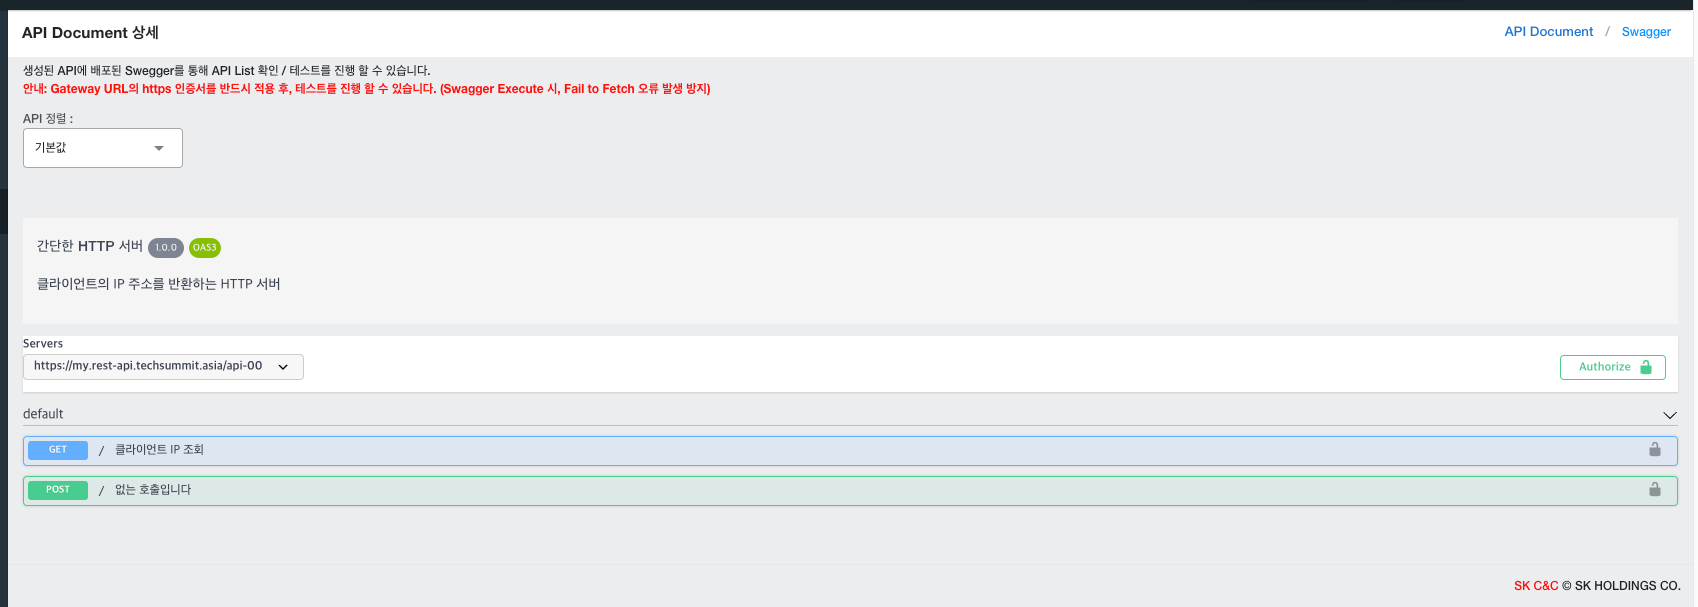 API Document 상세
API Document / Swagger
생성된 API에 배포된 Swegger를 통해 API List 확인 / 테스트를 진행 할 수 있습니다.
안내: Gateway URL의 https 인증서를 반드시 적용 후, 테스트를 진행 할 수 있습니다. (Swagger Execute 시, Fail to Fetch 오류 발생 방지)
API 정렬 :
기본값
간단한 HTTP 서버 1.0.0 OAS3
클라이언트의 IP 주소를 반환하는 HTTP 서버
Servers
https://my.rest-api.techsummit.asia/api-00
Authorize
default
GET / 클라이언트 IP 조회
POST / 없는 호출입니다
SK C&C © SK HOLDINGS CO.